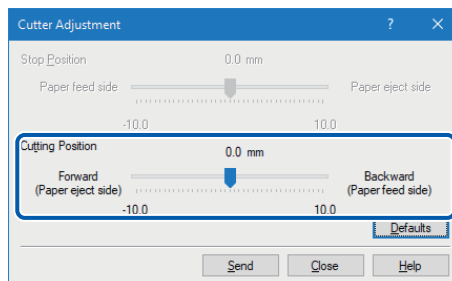 Cutter Adjustment ? ×
Stop Position 0.0 mm
Paper feed side Paper eject side
-10.0 10.0
Cutting Position 0.0 mm
Forward Backward
(Paper eject side) (Paper feed side)
-10.0 10.0
Defaults
Send Close Help